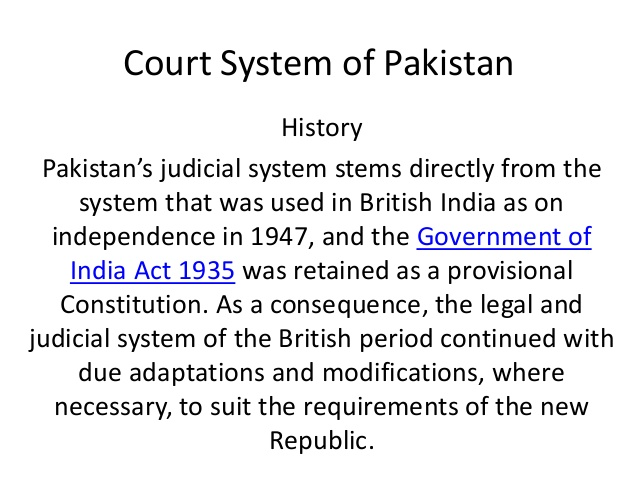 Court System of Pakistan
History
Pakistan’s judicial system stems directly from the
system that was used in British India as on
independence in 1947, and the Government of
India Act 1935 was retained as a provisional
Constitution. As a consequence, the legal and
judicial system of the British period continued with
due adaptations and modifications, where
necessary, to suit the requirements of the new
Republic.